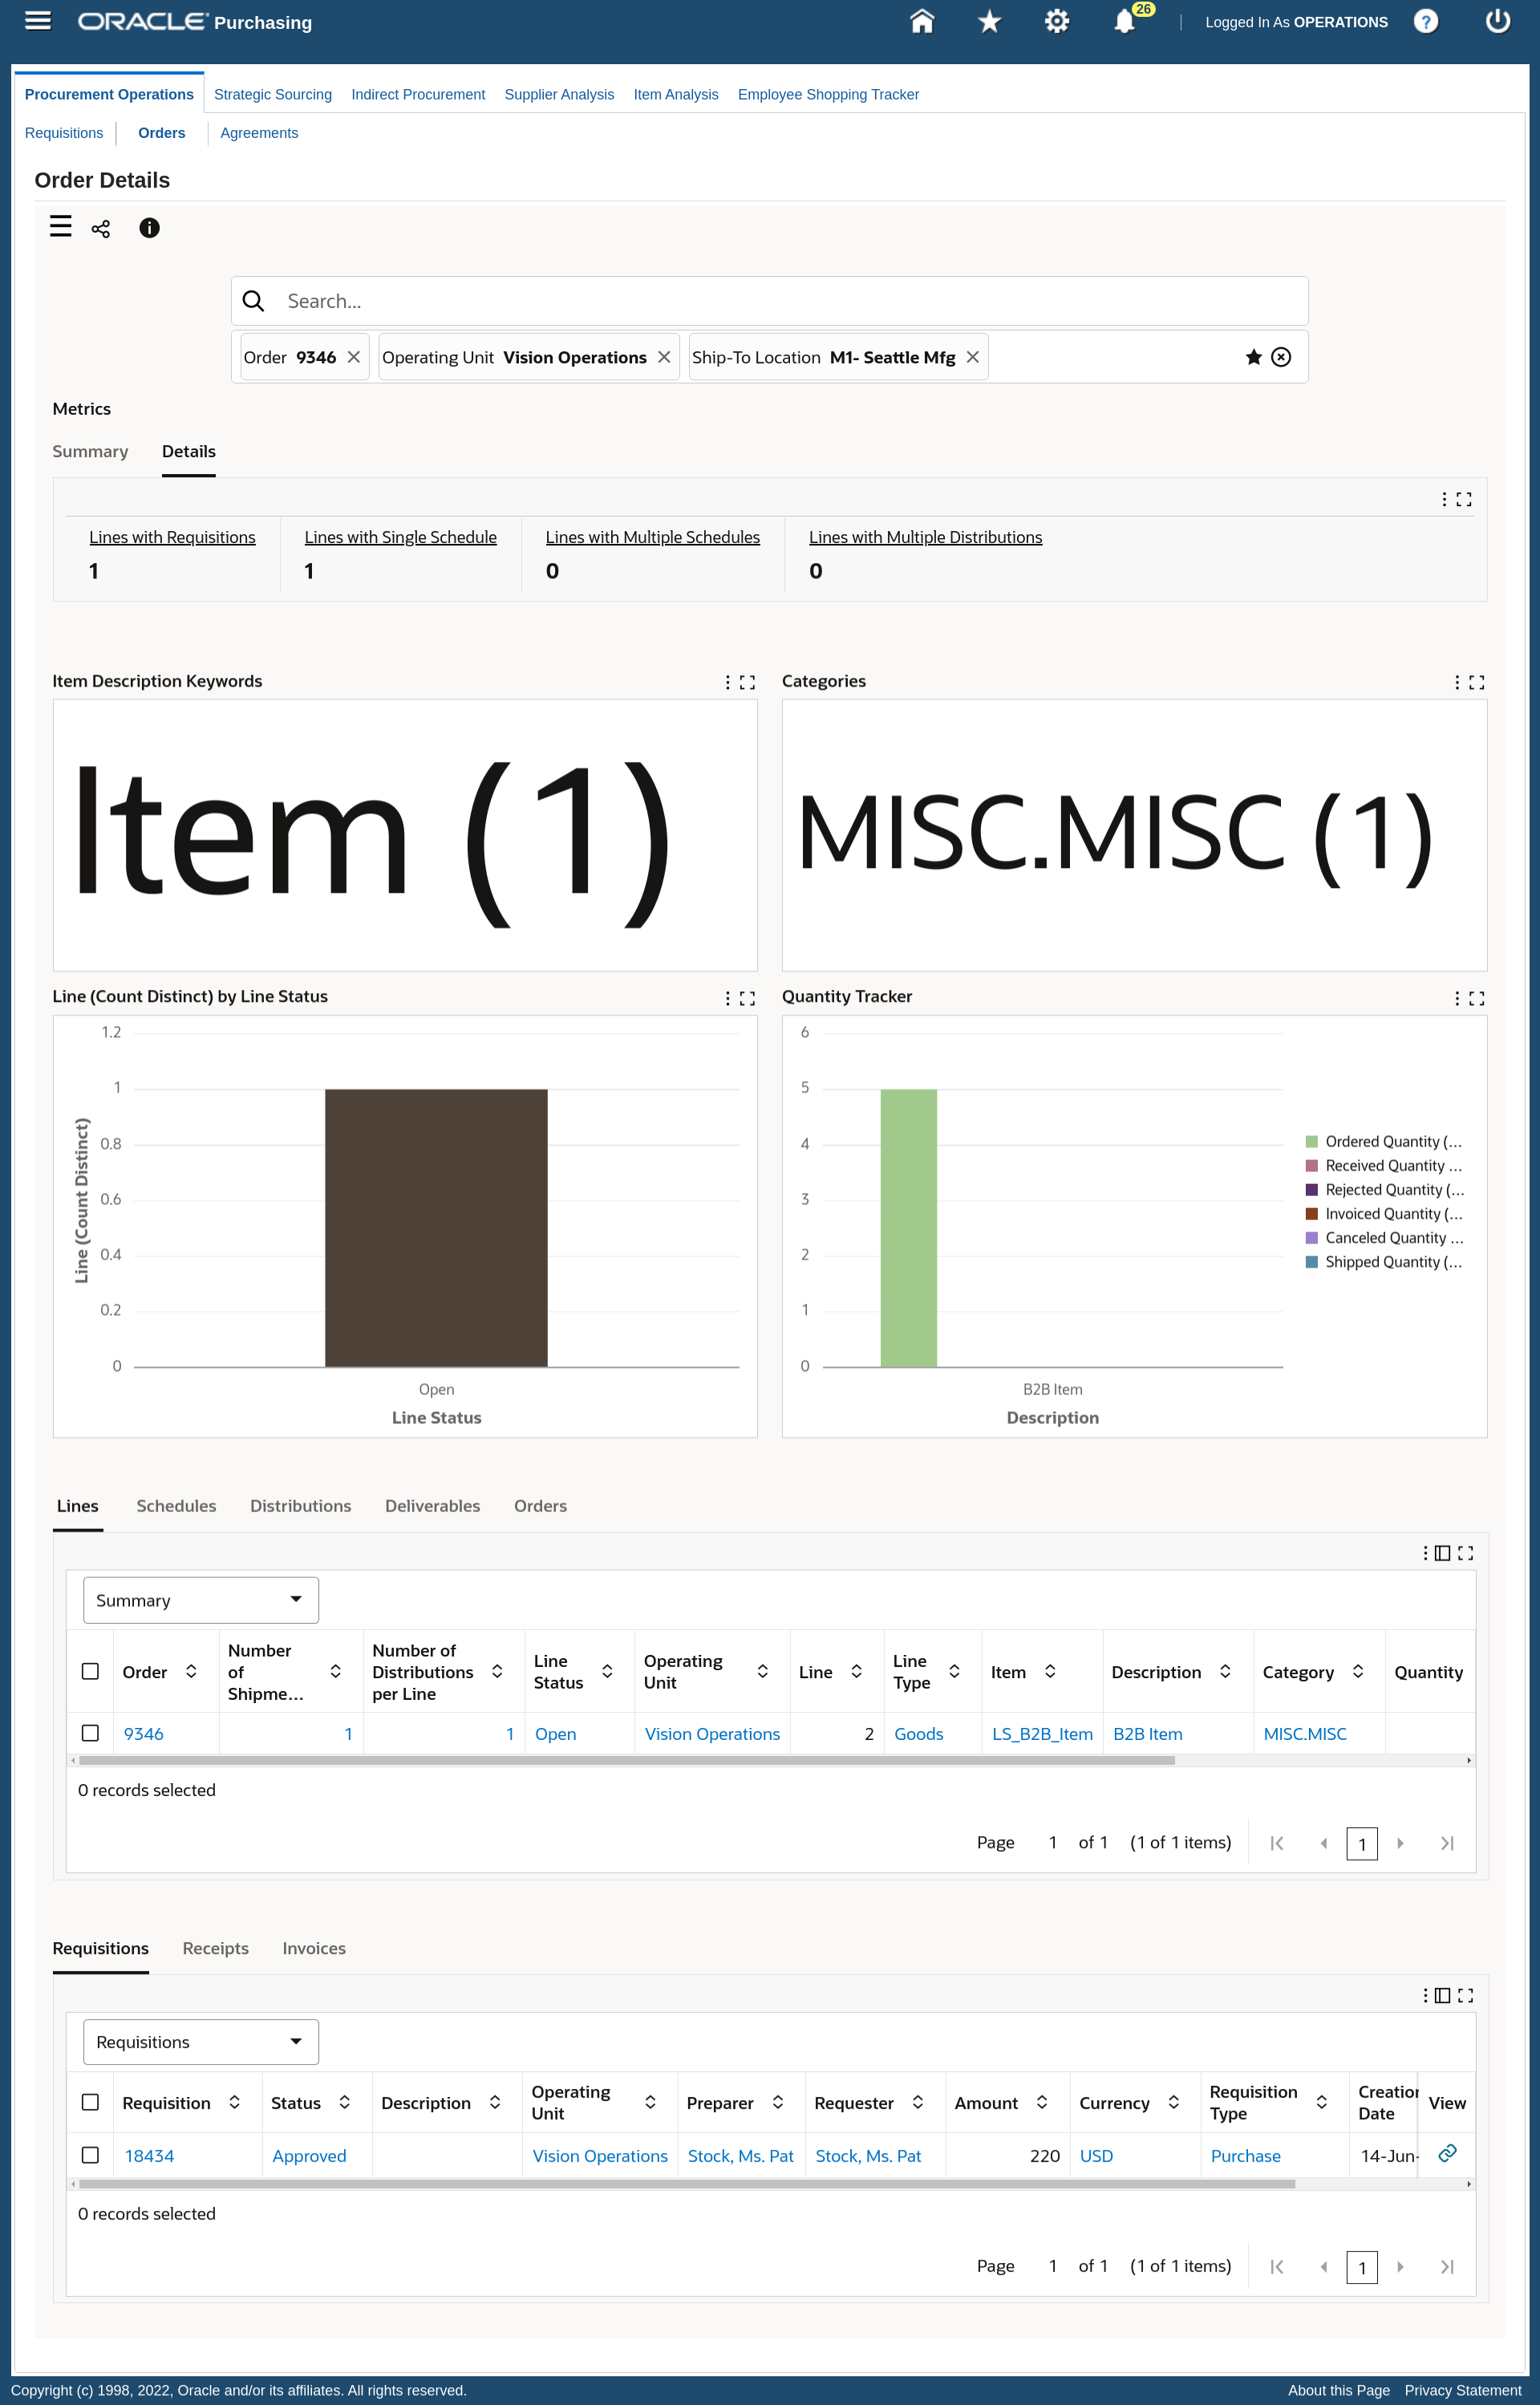 ORACLE Purchasing
26
Logged In As OPERATIONS
?
Procurement Operations Strategic Sourcing Indirect Procurement Supplier Analysis Item Analysis Employee Shopping Tracker
Requisitions Orders Agreements
Order Details
Search...
Order 9346 Operating Unit Vision Operations Ship-To Location M1- Seattle Mfg
Metrics
Summary Details
Lines with Requisitions Lines with Single Schedule Lines with Multiple Schedules Lines with Multiple Distributions
1 1 0 0
Item Description Keywords
Item (1)
Categories
MISC.MISC (1)
Line (Count Distinct) by Line Status
Line (Count Distinct)
1.2
1
0.8
0.6
0.4
0.2
0
Open
Line Status
Quantity Tracker
6
5
4
3
2
1
0
B2B Item
Description
Ordered Quantity (...
Received Quantity ...
Rejected Quantity (...
Invoiced Quantity (...
Canceled Quantity ...
Shipped Quantity (...
Lines Schedules Distributions Deliverables Orders
Summary
Order
Number
of
Shipme...
Number of
Distributions
per Line
Line
Status
Operating
Unit
Line
Line
Type
Item
Description
Category
Quantity
9346 1 1 Open Vision Operations 2 Goods LS_B2B_Item B2B Item MISC.MISC
0 records selected
Page 1 of 1 (1 of 1 items) 1
Requisitions Receipts Invoices
Requisitions
Requisition
Status
Description
Operating
Unit
Preparer
Requester
Amount
Currency
Requisition
Type
Creation
Date
View
18434 Approved Vision Operations Stock, Ms. Pat Stock, Ms. Pat 220 USD Purchase 14-Jun-
0 records selected
Page 1 of 1 (1 of 1 items) 1
Copyright (c) 1998, 2022, Oracle and/or its affiliates. All rights reserved.
About this Page Privacy Statement